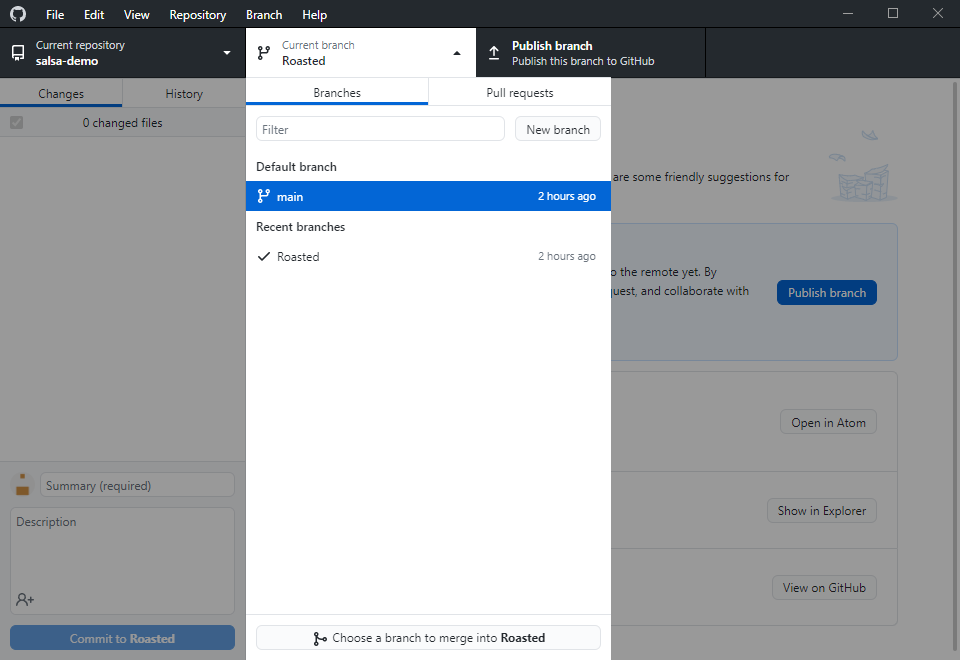 File Edit View Repository Branch Help
Current repository
salsa-demo
Current branch
Roasted
Publish branch
Publish this branch to GitHub
Changes History
0 changed files
Branches Pull requests
Filter
New branch
Default branch
main 2 hours ago
Recent branches
Roasted 2 hours ago
are some friendly suggestions for
o the remote yet. By
uest, and collaborate with
Publish branch
Open in Atom
Show in Explorer
View on GitHub
Summary (required)
Description
Commit to Roasted
Choose a branch to merge into Roasted